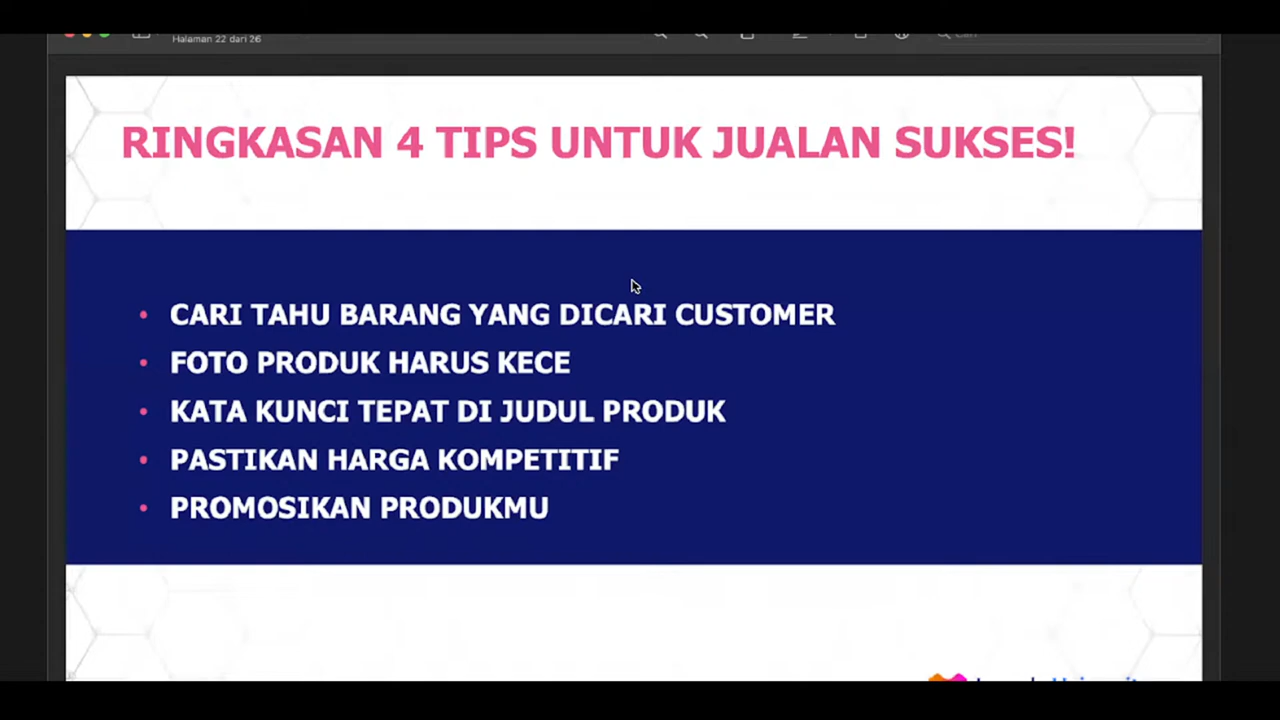 Halaman 22 dari 26
RINGKASAN 4 TIPS UNTUK JUALAN SUKSES!
• CARI TAHU BARANG YANG DICARI CUSTOMER
• FOTO PRODUK HARUS KECE
• KATA KUNCI TEPAT DI JUDUL PRODUK
• PASTIKAN HARGA KOMPETITIF
• PROMOSIKAN PRODUKMU